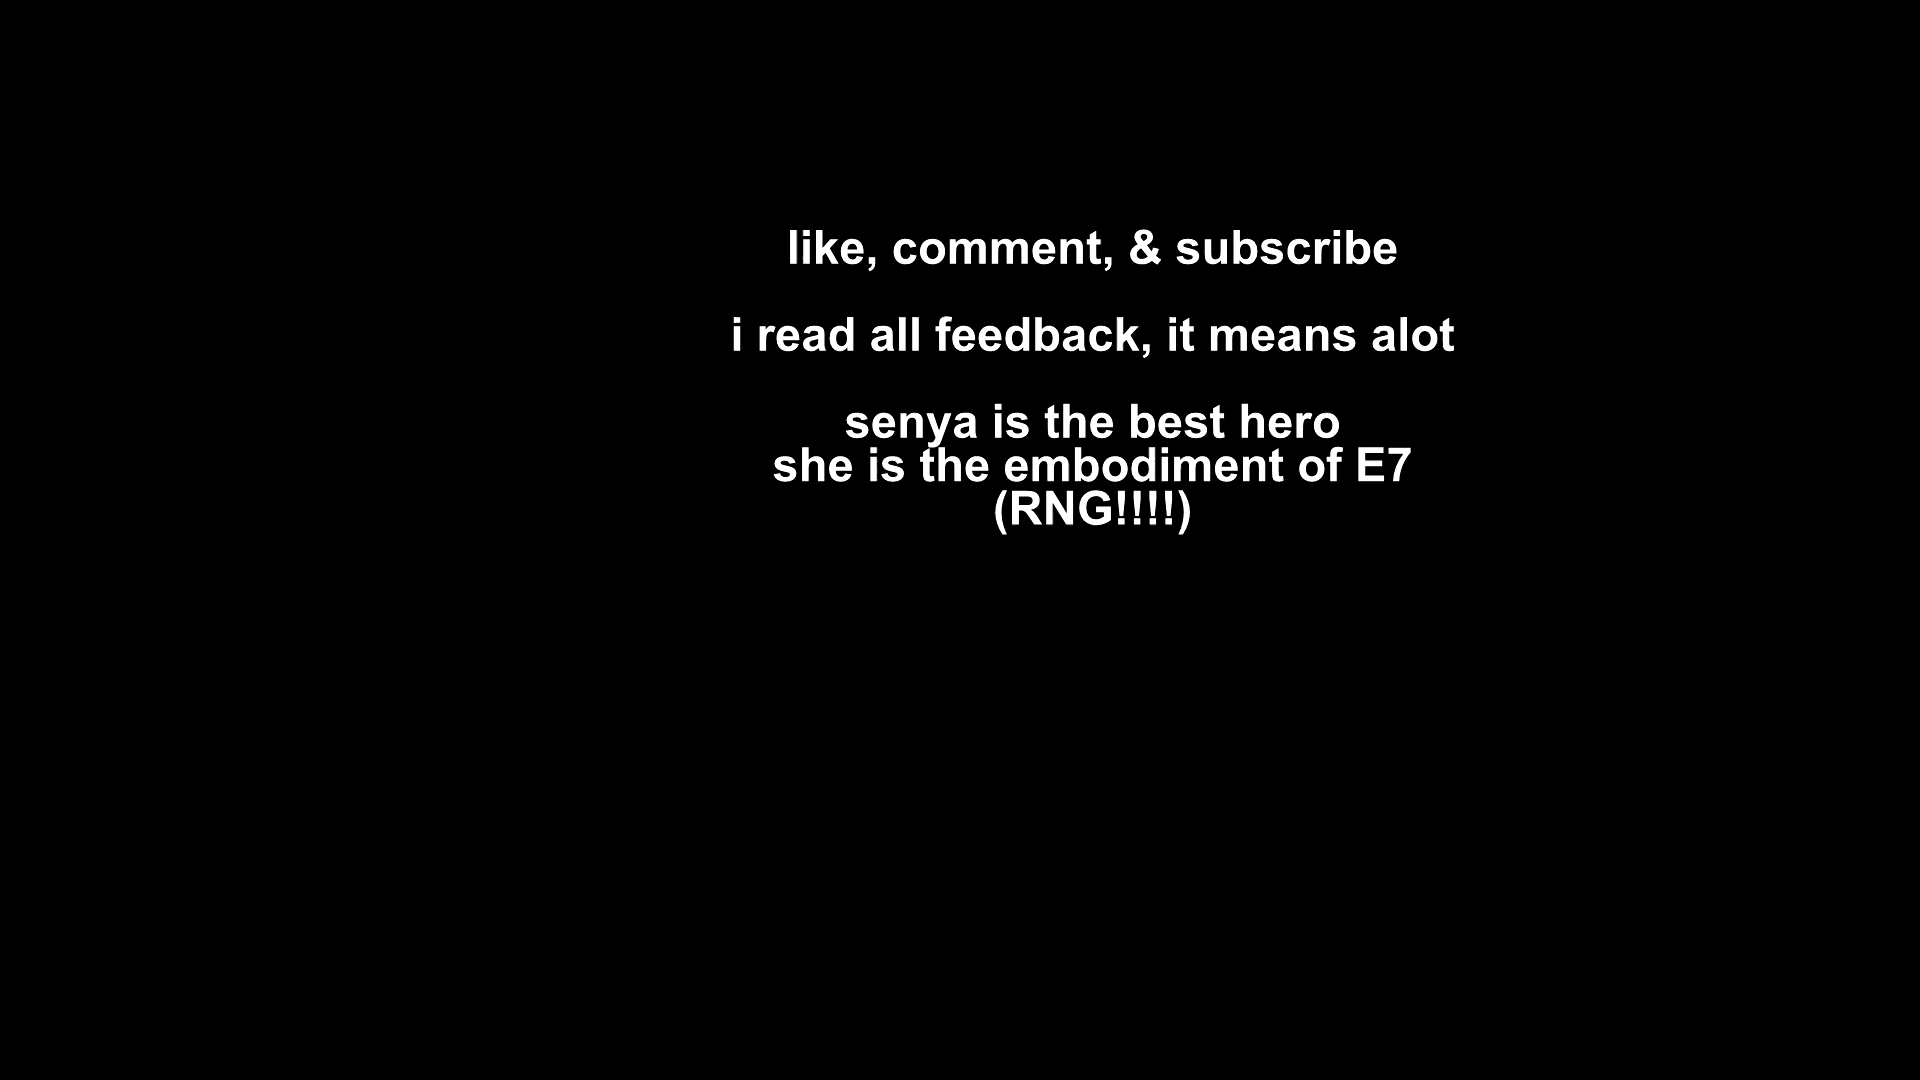 like, comment, & subscribe
i read all feedback, it means alot
senya is the best hero
she is the embodiment of E7
(RNG!!!!)